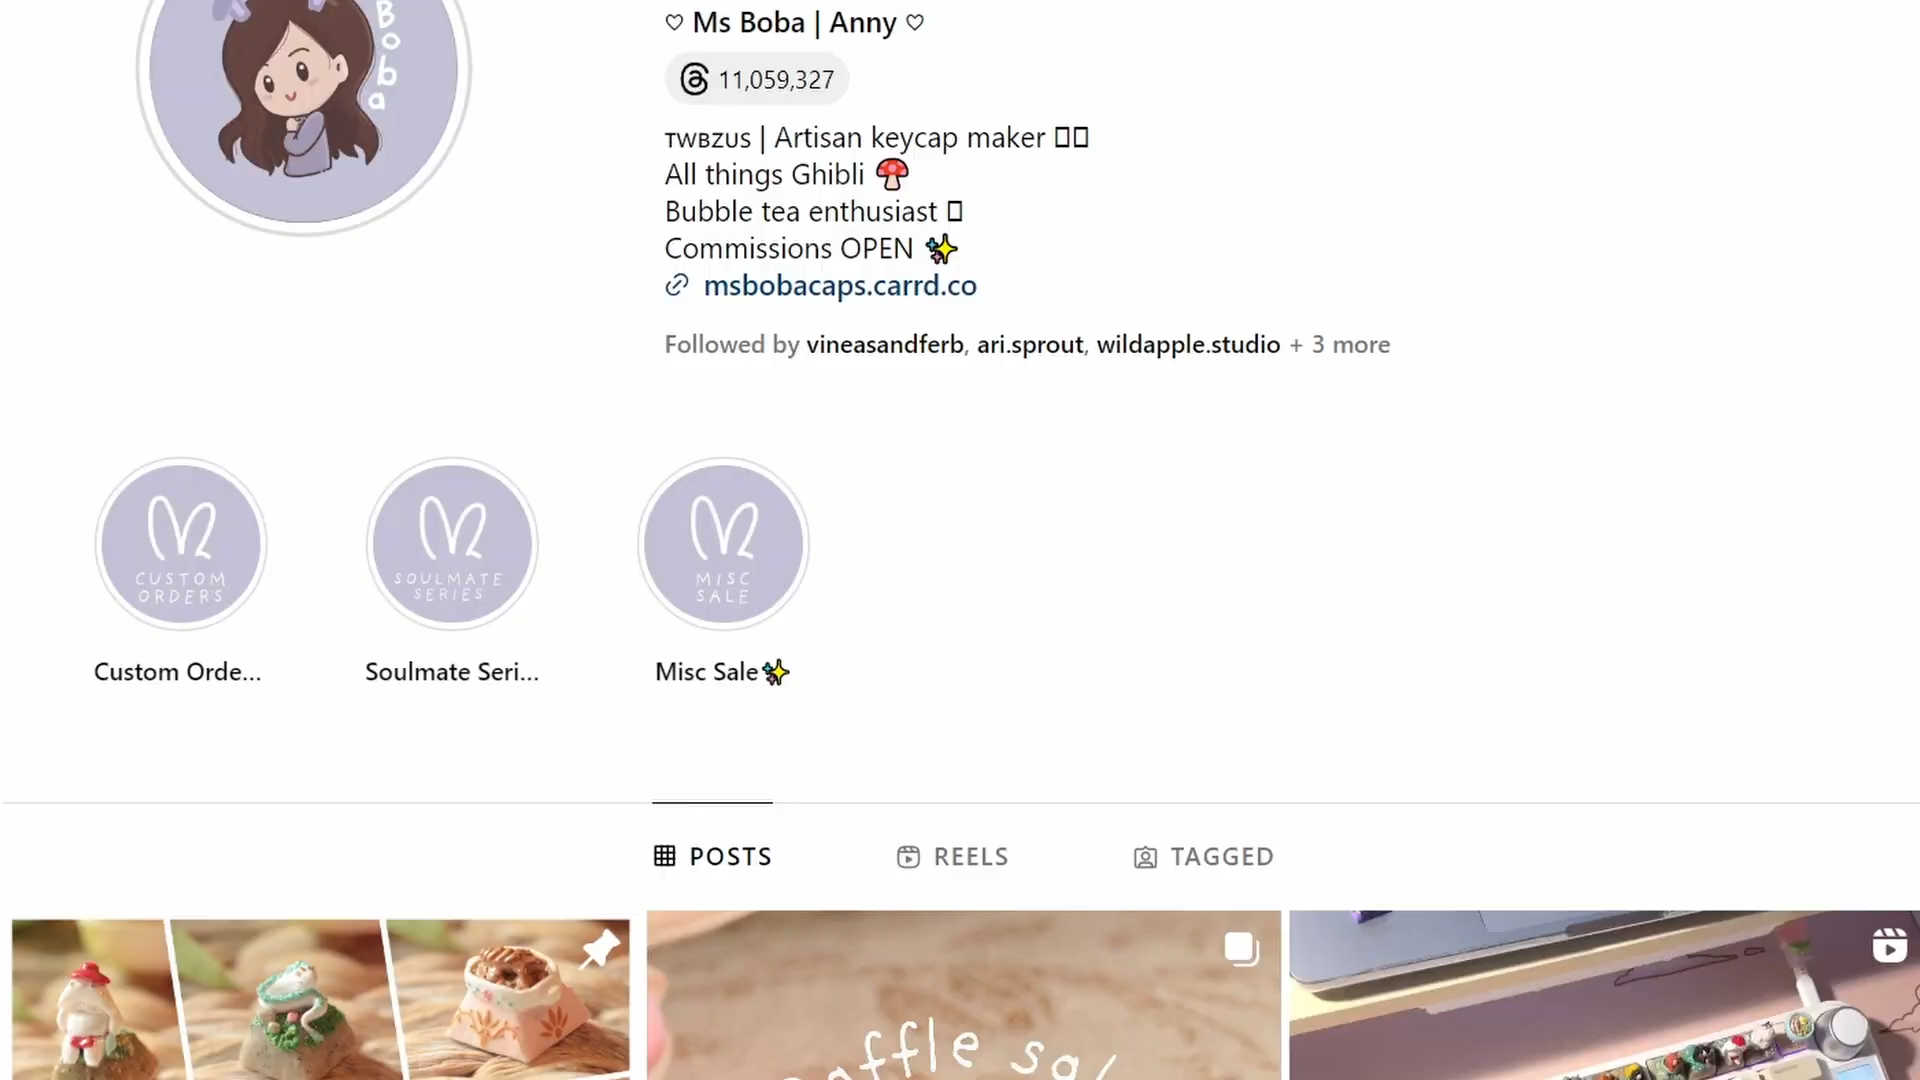 Boba
♡ Ms Boba | Anny ♡
11,059,327
ᴛᴡʙᴢᴜs | Artisan keycap maker
All things Ghibli 🍄
Bubble tea enthusiast
Commissions OPEN ✨
msbobacaps.carrd.co
Followed by vineasandferb, ari.sprout, wildapple.studio + 3 more
CUSTOM
ORDERS
SOULMATE
SERIES
MISC
SALE
Custom Orde...
Soulmate Seri...
Misc Sale✨
POSTS
REELS
TAGGED